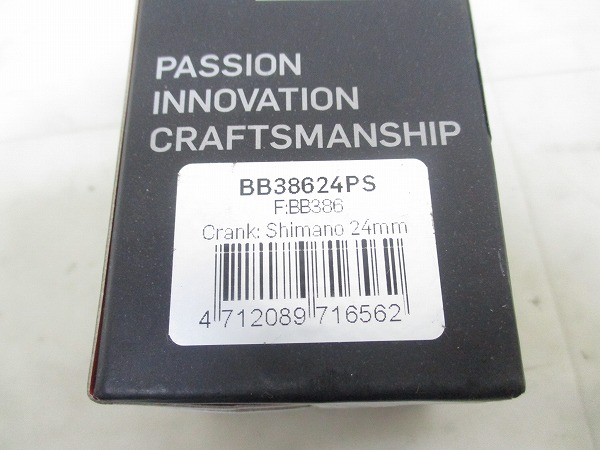 PASSION
INNOVATION
CRAFTSMANSHIP
BB38624PS
F:BB386
Crank: Shimano 24mm
4 712089 716562